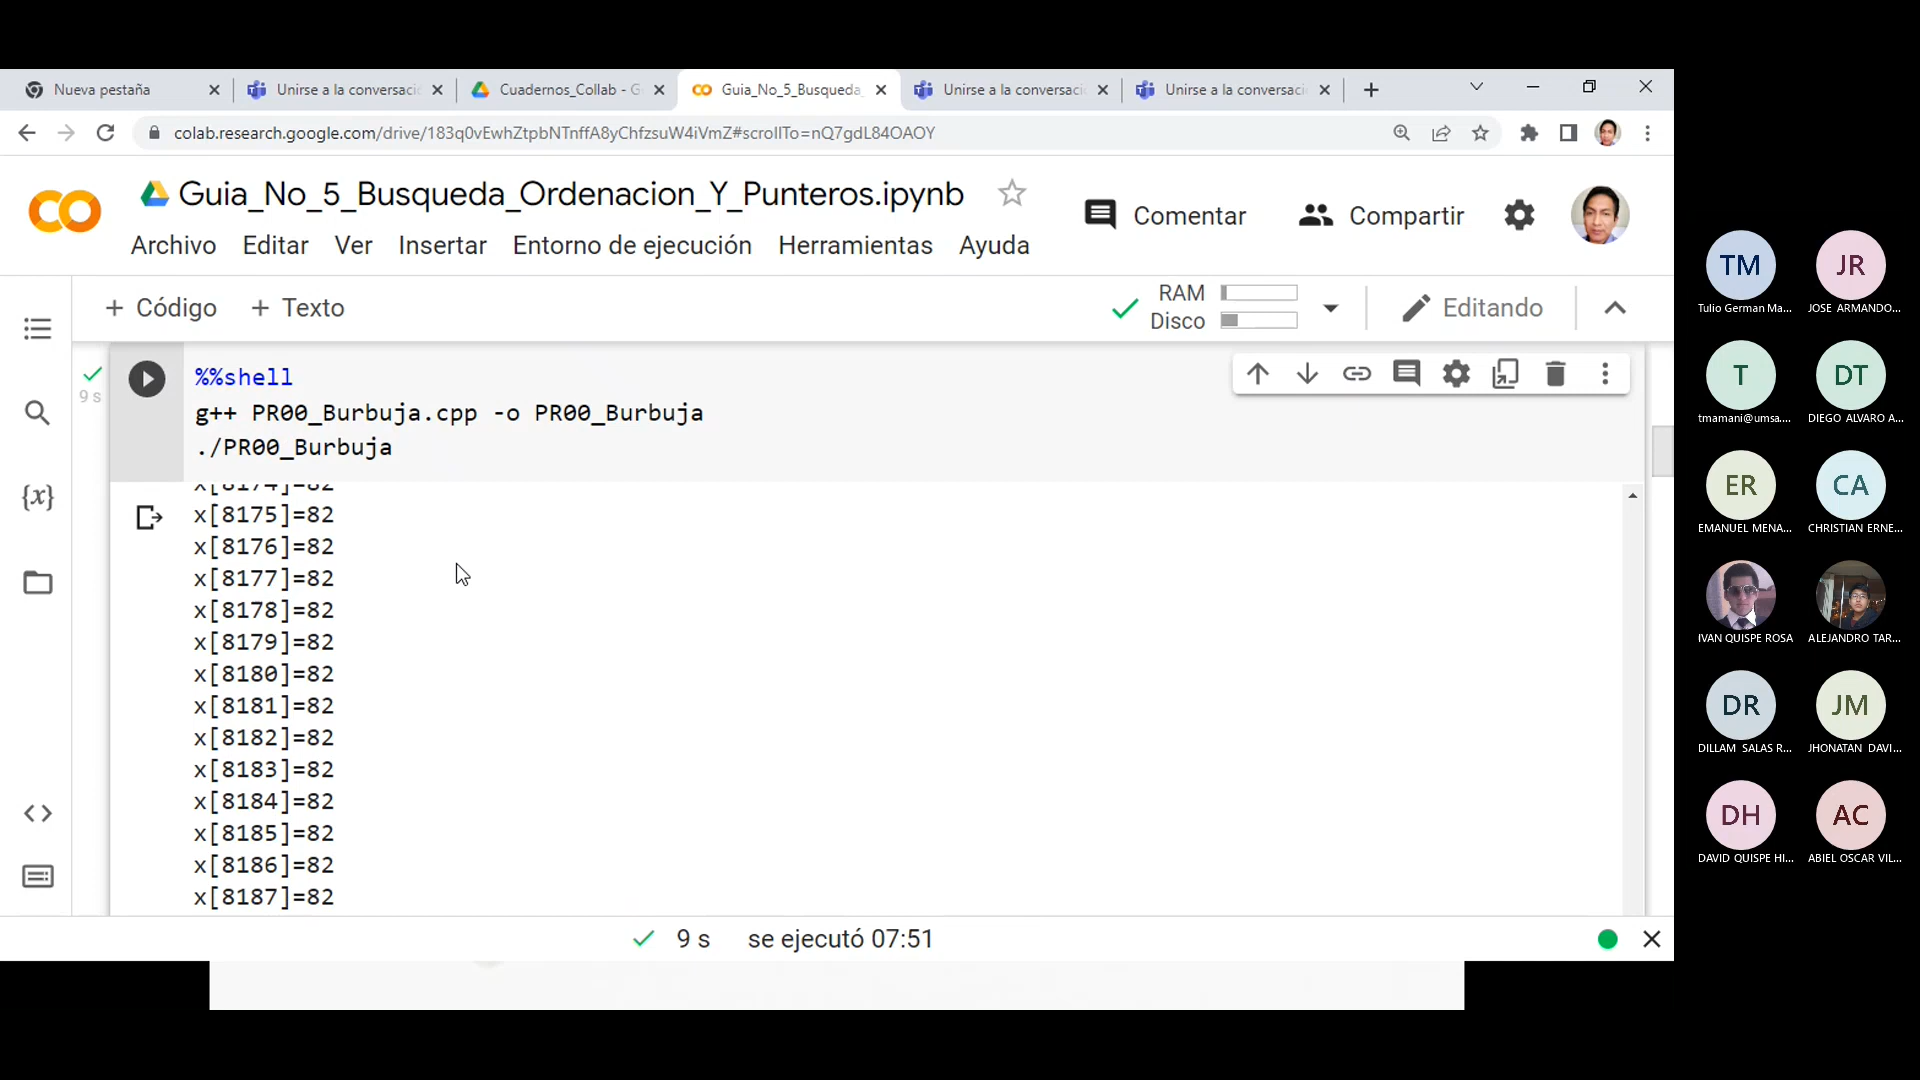 Nueva pestaña
Unirse a la conversaci
Cuadernos_Collab - G
Guia_No_5_Busqueda_
Unirse a la conversaci
Unirse a la conversaci
colab.research.google.com/drive/183q0vEwhZtpbNTnffA8yChfzsuW4iVmZ#scrollTo=nQ7gdL84OAOY
Guia_No_5_Busqueda_Ordenacion_Y_Punteros.ipynb
Comentar
Compartir
Archivo Editar Ver Insertar Entorno de ejecución Herramientas Ayuda
+ Código + Texto
RAM
Disco
Editando
9 s
%%shell
g++ PR00_Burbuja.cpp -o PR00_Burbuja
./PR00_Burbuja
x[8174]=82
x[8175]=82
x[8176]=82
x[8177]=82
x[8178]=82
x[8179]=82
x[8180]=82
x[8181]=82
x[8182]=82
x[8183]=82
x[8184]=82
x[8185]=82
x[8186]=82
x[8187]=82
{x}
9 s se ejecutó 07:51
TM JR
Tulio German Ma... JOSE ARMANDO...
T DT
tmamani@umsa.... DIEGO ALVARO A...
ER CA
EMANUEL MENA... CHRISTIAN ERNE...
IVAN QUISPE ROSA ALEJANDRO TAR...
DR JM
DILLAM SALAS R... JHONATAN DAVI...
DH AC
DAVID QUISPE HI... ABIEL OSCAR VIL...